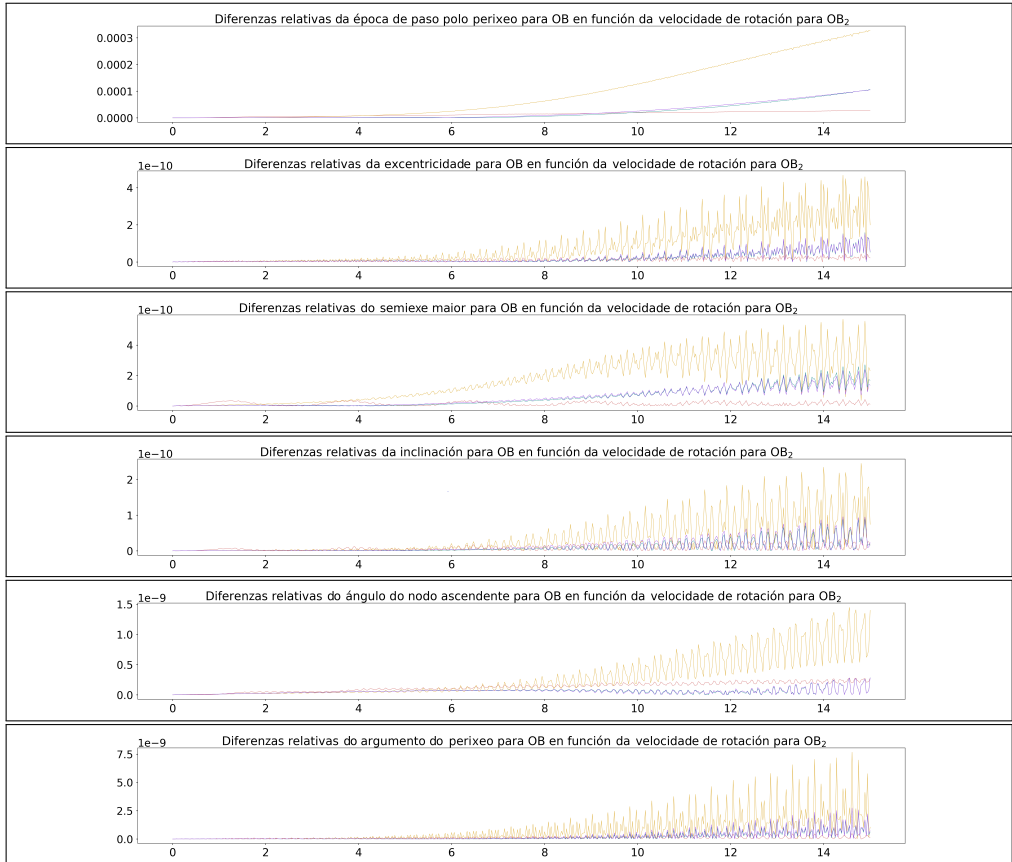 Diferenzas relativas da época de paso polo perixeo para OB en función da velocidade de rotación para OB₂
0.0003
0.0002
0.0001
0.0000
0 2 4 6 8 10 12 14
1e−10
Diferenzas relativas da excentricidade para OB en función da velocidade de rotación para OB₂
4
2
0
0 2 4 6 8 10 12 14
1e−10
Diferenzas relativas do semiexe maior para OB en función da velocidade de rotación para OB₂
4
2
0
0 2 4 6 8 10 12 14
1e−10
Diferenzas relativas da inclinación para OB en función da velocidade de rotación para OB₂
2
1
0
0 2 4 6 8 10 12 14
1e−9
Diferenzas relativas do ángulo do nodo ascendente para OB en función da velocidade de rotación para OB₂
1.5
1.0
0.5
0.0
0 2 4 6 8 10 12 14
1e−9
Diferenzas relativas do argumento do perixeo para OB en función da velocidade de rotación para OB₂
7.5
5.0
2.5
0.0
0 2 4 6 8 10 12 14